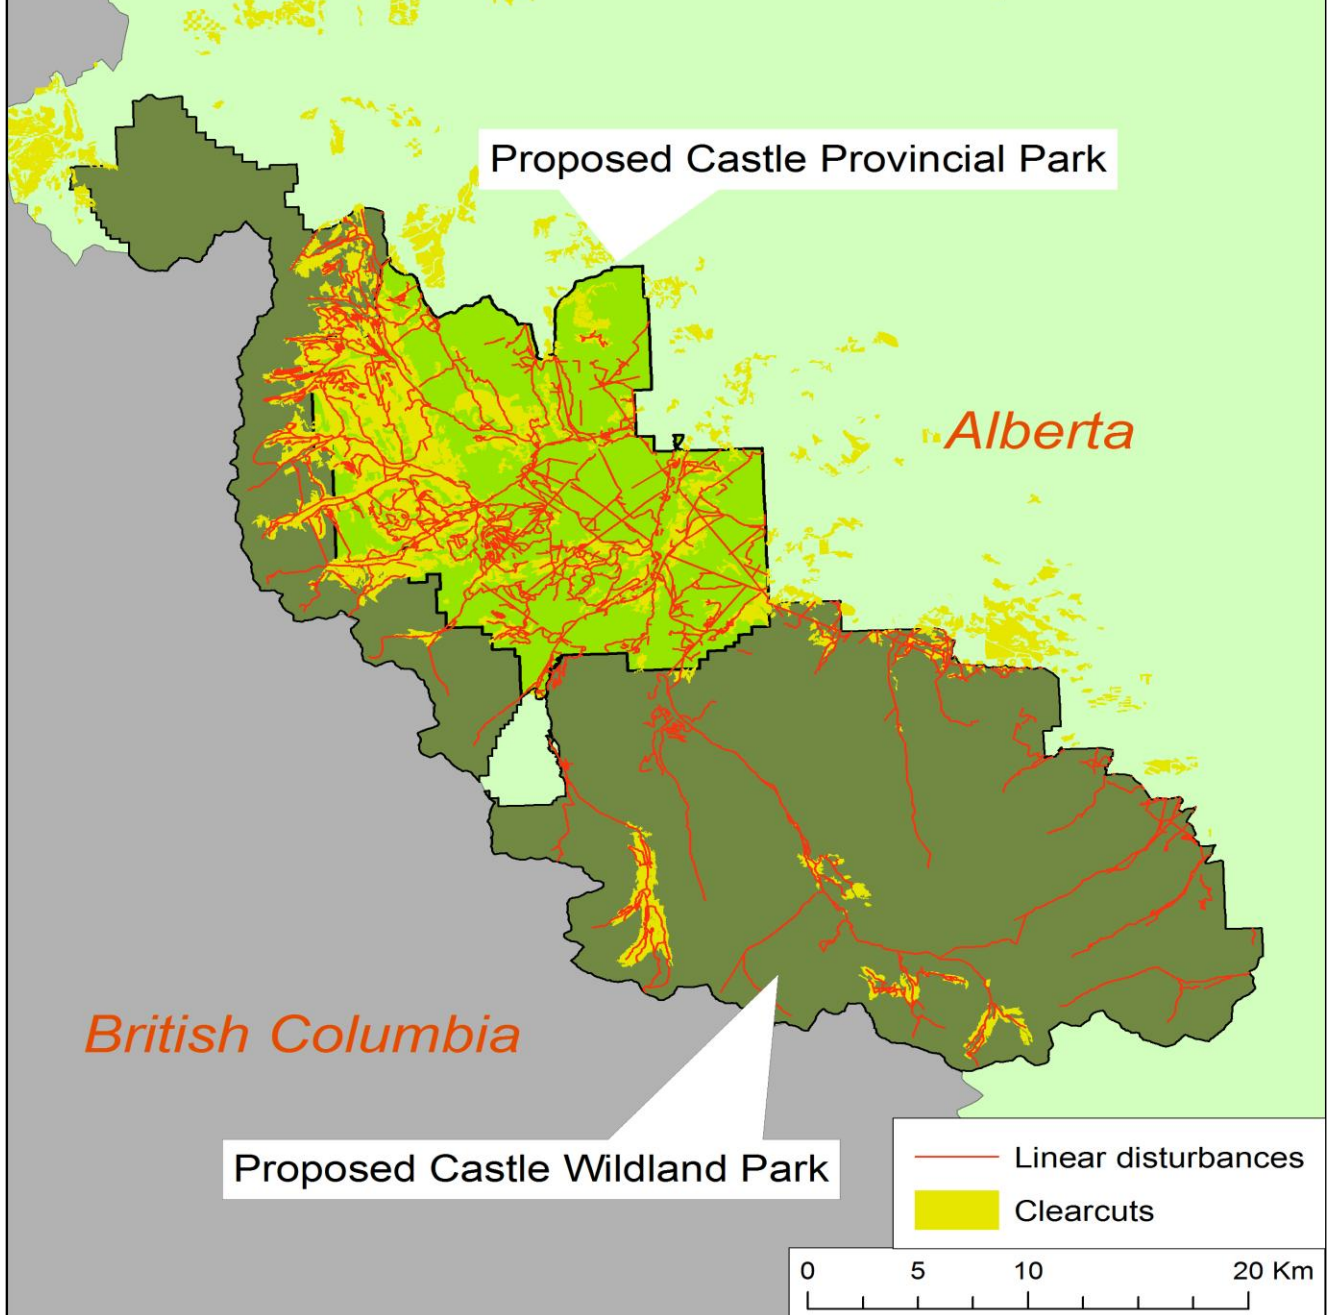 Proposed Castle Provincial Park
Alberta
British Columbia
Proposed Castle Wildland Park
Linear disturbances
Clearcuts
0 5 10 20 Km